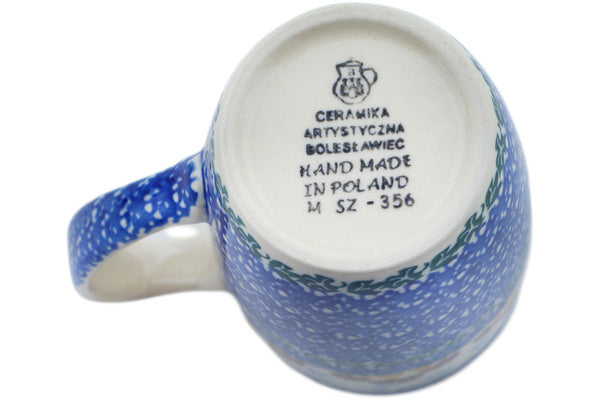 CERAMIKA
ARTYSTYCZNA
BOLESŁAWIEC
HAND MADE
IN POLAND
M SZ - 356